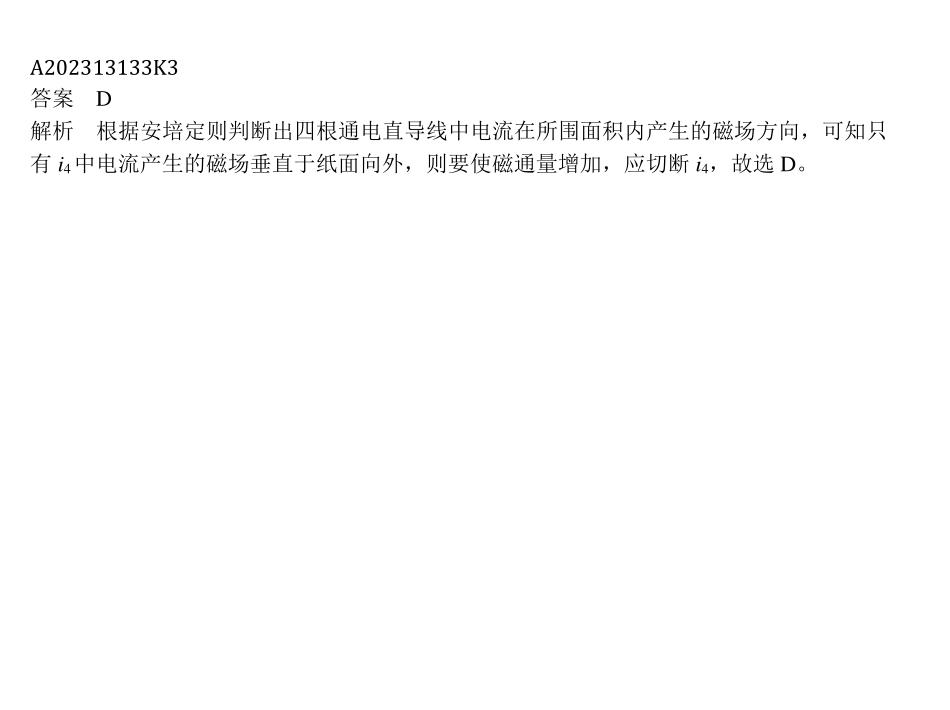 A202313133K3
答案 D
解析 根据安培定则判断出四根通电直导线中电流在所围面积内产生的磁场方向，可知只
有 i₄中电流产生的磁场垂直于纸面向外，则要使磁通量增加，应切断 i₄，故选 D。